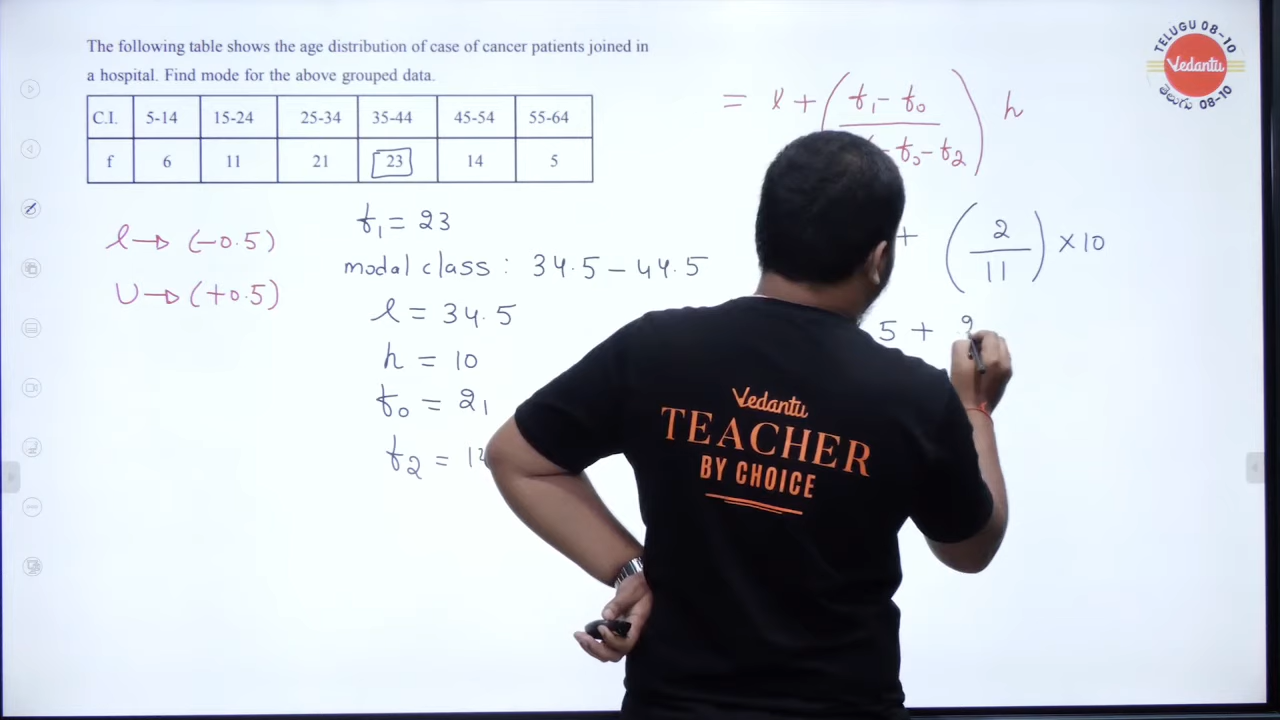 The following table shows the age distribution of case of cancer patients joined in
a hospital. Find mode for the above grouped data.
C.I. 5-14 15-24 25-34 35-44 45-54 55-64
f 6 11 21 23 14 5
l → (-0.5)
U → (+0.5)
f₁ = 23
modal class : 34.5 – 44.5
l = 34.5
h = 10
f₀ = 21
f₂ =
= l + ( f₁ - f₀ / - f₀ - f₂ ) h
+ ( 2 / 11 ) × 10
5 +
Vedantu
TEACHER
BY CHOICE
TELUGU 08-10
Vedantu
తెలుగు 08-10